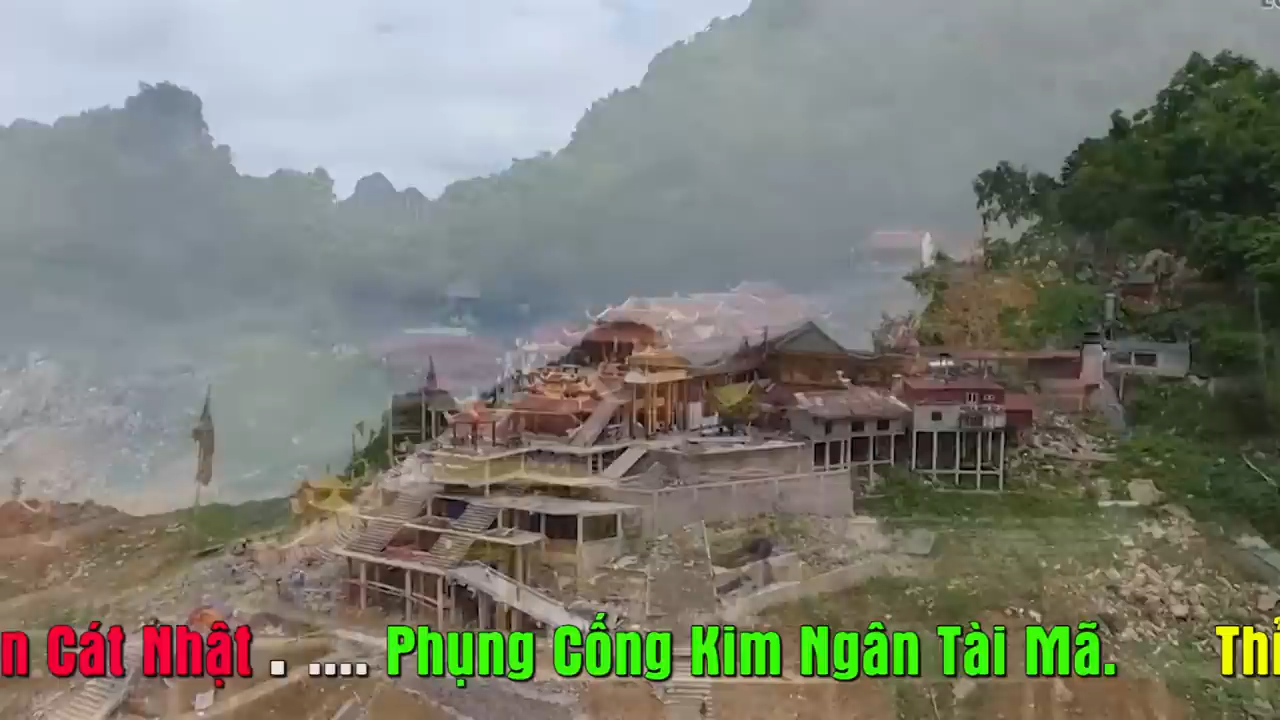 Cát Nhật . .... Phụng Cống Kim Ngân Tài Mã.